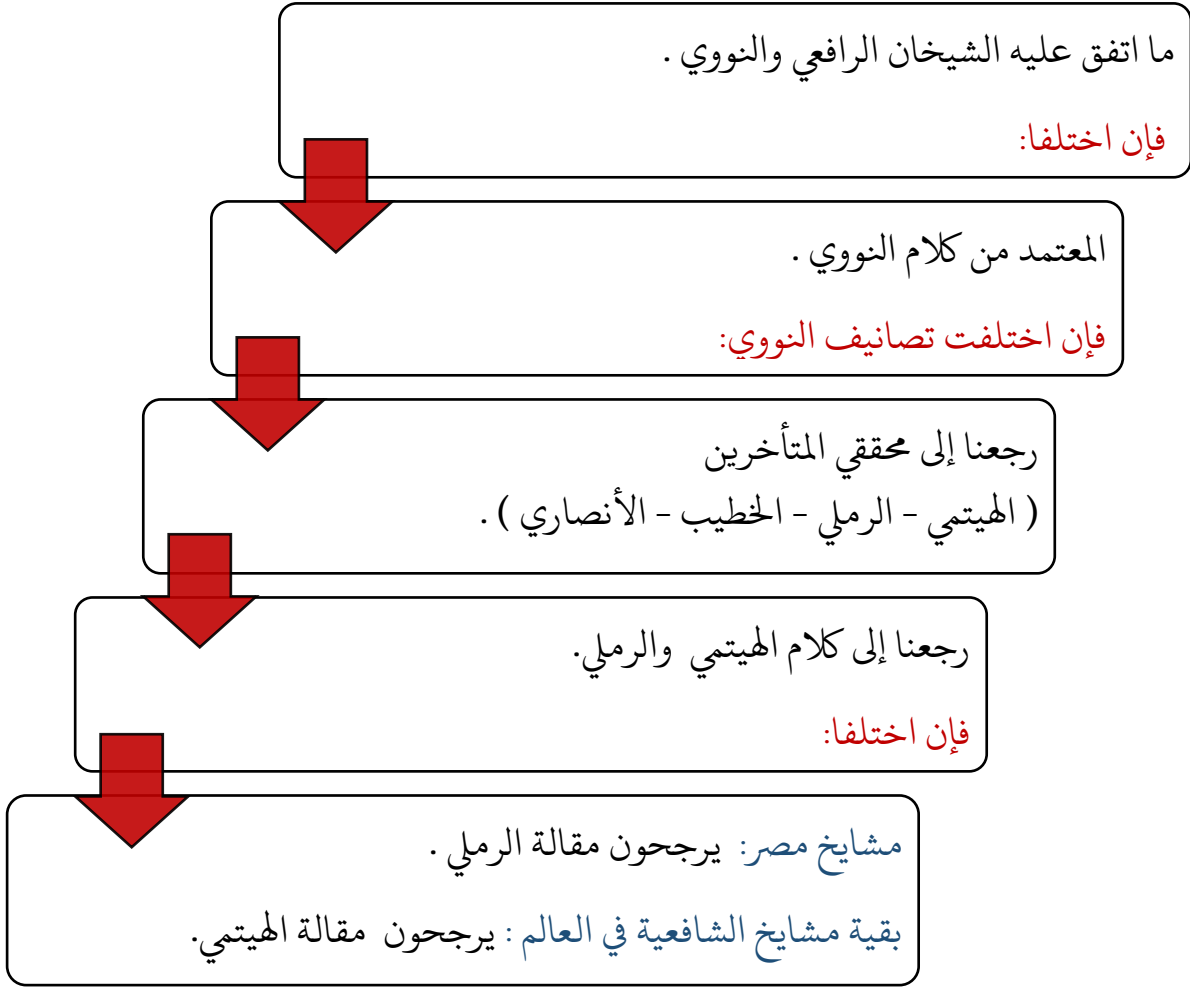 ما اتفق عليه الشيخان الرافعي والنووي .
فإن اختلفا:
المعتمد من كلام النووي .
فإن اختلفت تصانيف النووي:
رجعنا إلى محققي المتأخرين
( الهيتمي - الرملي - الخطيب - الأنصاري ) .
رجعنا إلى كلام الهيتمي والرملي.
فإن اختلفا:
مشايخ مصر: يرجحون مقالة الرملي .
بقية مشايخ الشافعية في العالم : يرجحون مقالة الهيتمي.